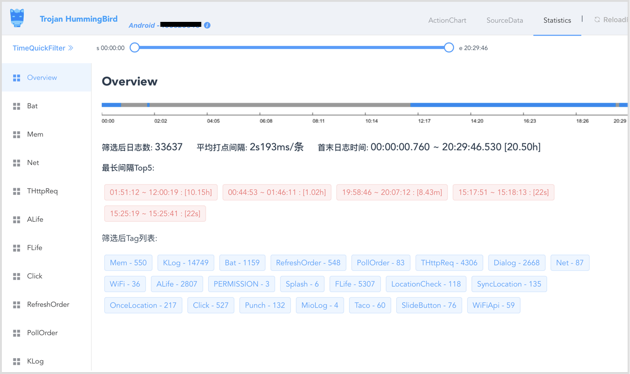 Trojan HummingBird
Android -
ActionChart
SourceData
Statistics
Reload
TimeQuickFilter
s 00:00:00
e 20:29:46
Overview
Bat
Mem
Net
THttpReq
ALife
FLife
Click
RefreshOrder
PollOrder
KLog
Overview
00:00 02:02 04:05 06:08 08:11 10:14 12:17 14:20 16:23 18:26 20:29
筛选后日志数: 33637 平均打点间隔: 2s193ms/条 首末日志时间: 00:00:00.760 ~ 20:29:46.530 [20.50h]
最长间隔Top5:
01:51:12 ~ 12:00:19 : [10.15h] 00:44:53 ~ 01:46:11 : [1.02h] 19:58:46 ~ 20:07:12 : [8.43m] 15:17:51 ~ 15:18:13 : [22s]
15:25:19 ~ 15:25:41 : [22s]
筛选后Tag列表:
Mem - 550 KLog - 14749 Bat - 1159 RefreshOrder - 548 PollOrder - 83 THttpReq - 4306 Dialog - 2668 Net - 87
WiFi - 36 ALife - 2807 PERMISSION - 3 Splash - 6 FLife - 5307 LocationCheck - 118 SyncLocation - 135
OnceLocation - 217 Click - 527 Punch - 132 MioLog - 4 Taco - 60 SlideButton - 76 WiFiApi - 59